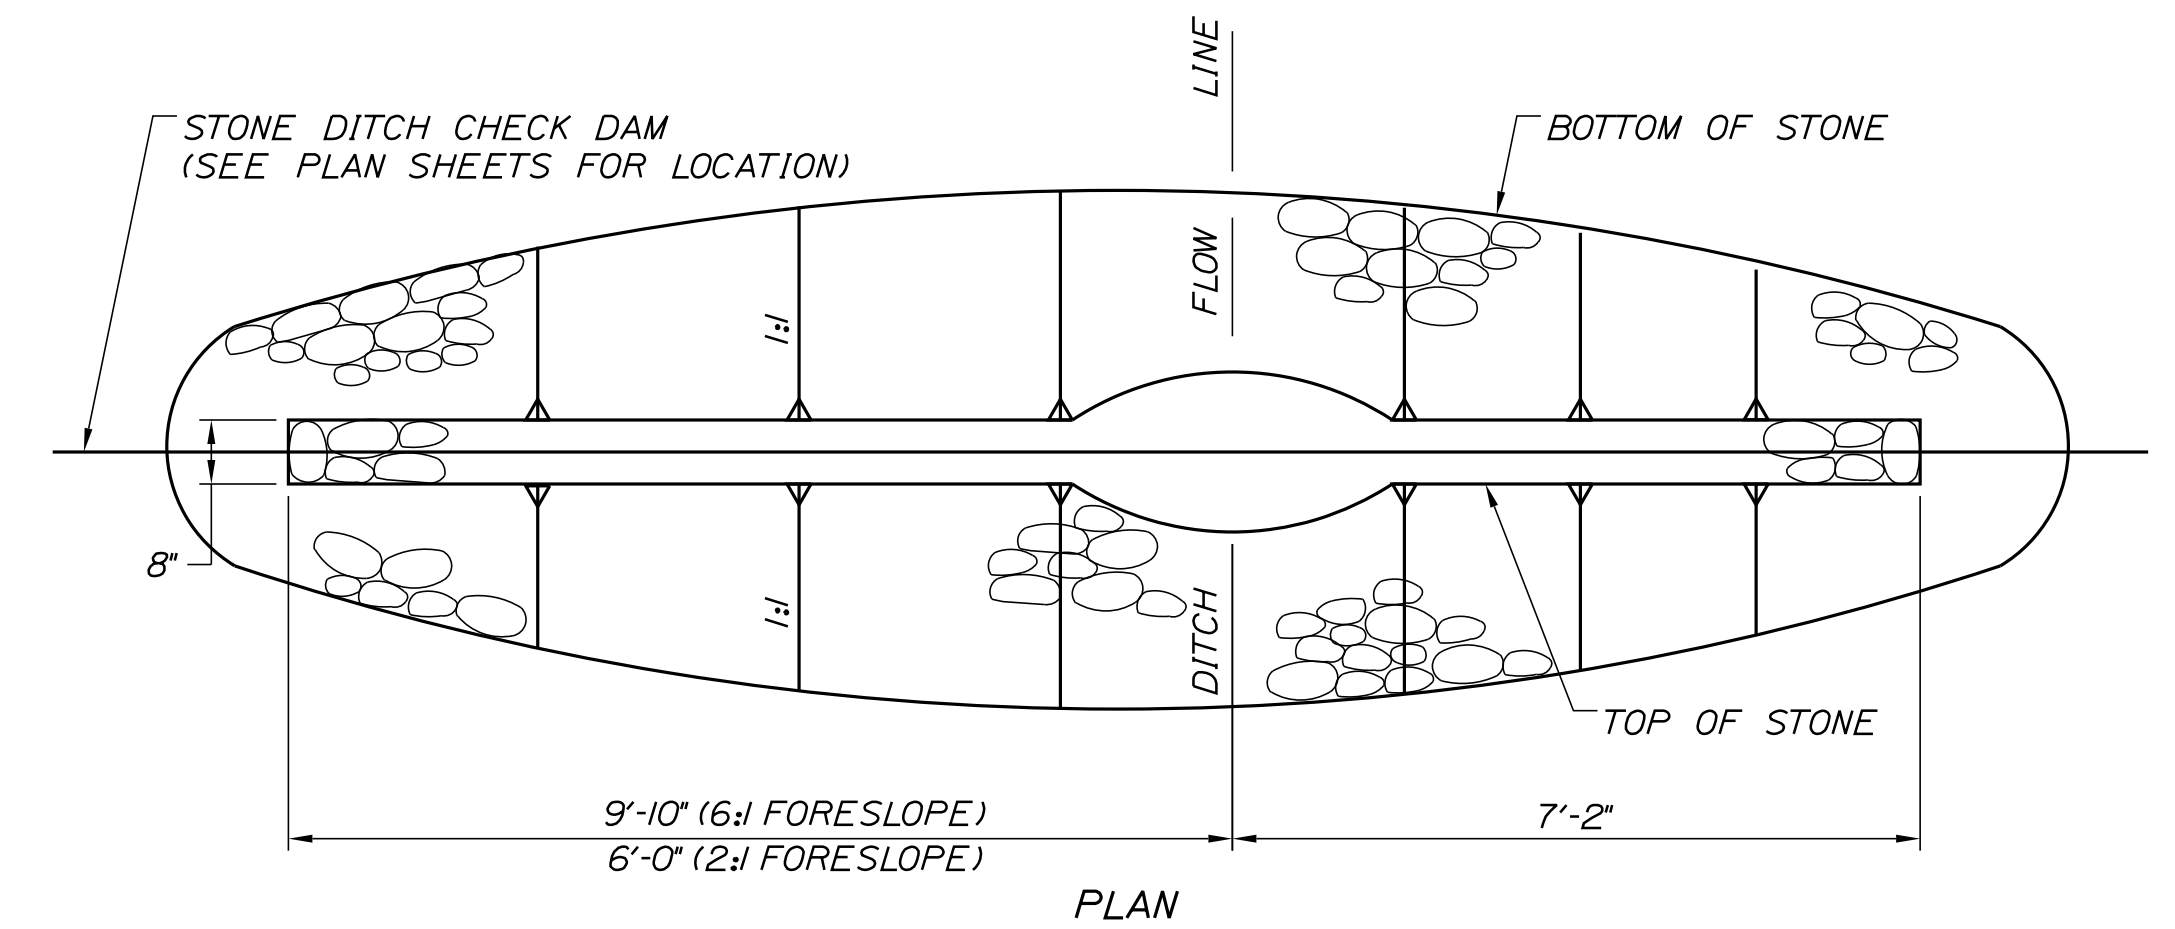 STONE DITCH CHECK DAM
(SEE PLAN SHEETS FOR LOCATION)
BOTTOM OF STONE
DITCH FLOW LINE
1:1
1:1
8"
TOP OF STONE
9'-10" (6:1 FORESLOPE)
6'-0" (2:1 FORESLOPE)
7'-2"
PLAN